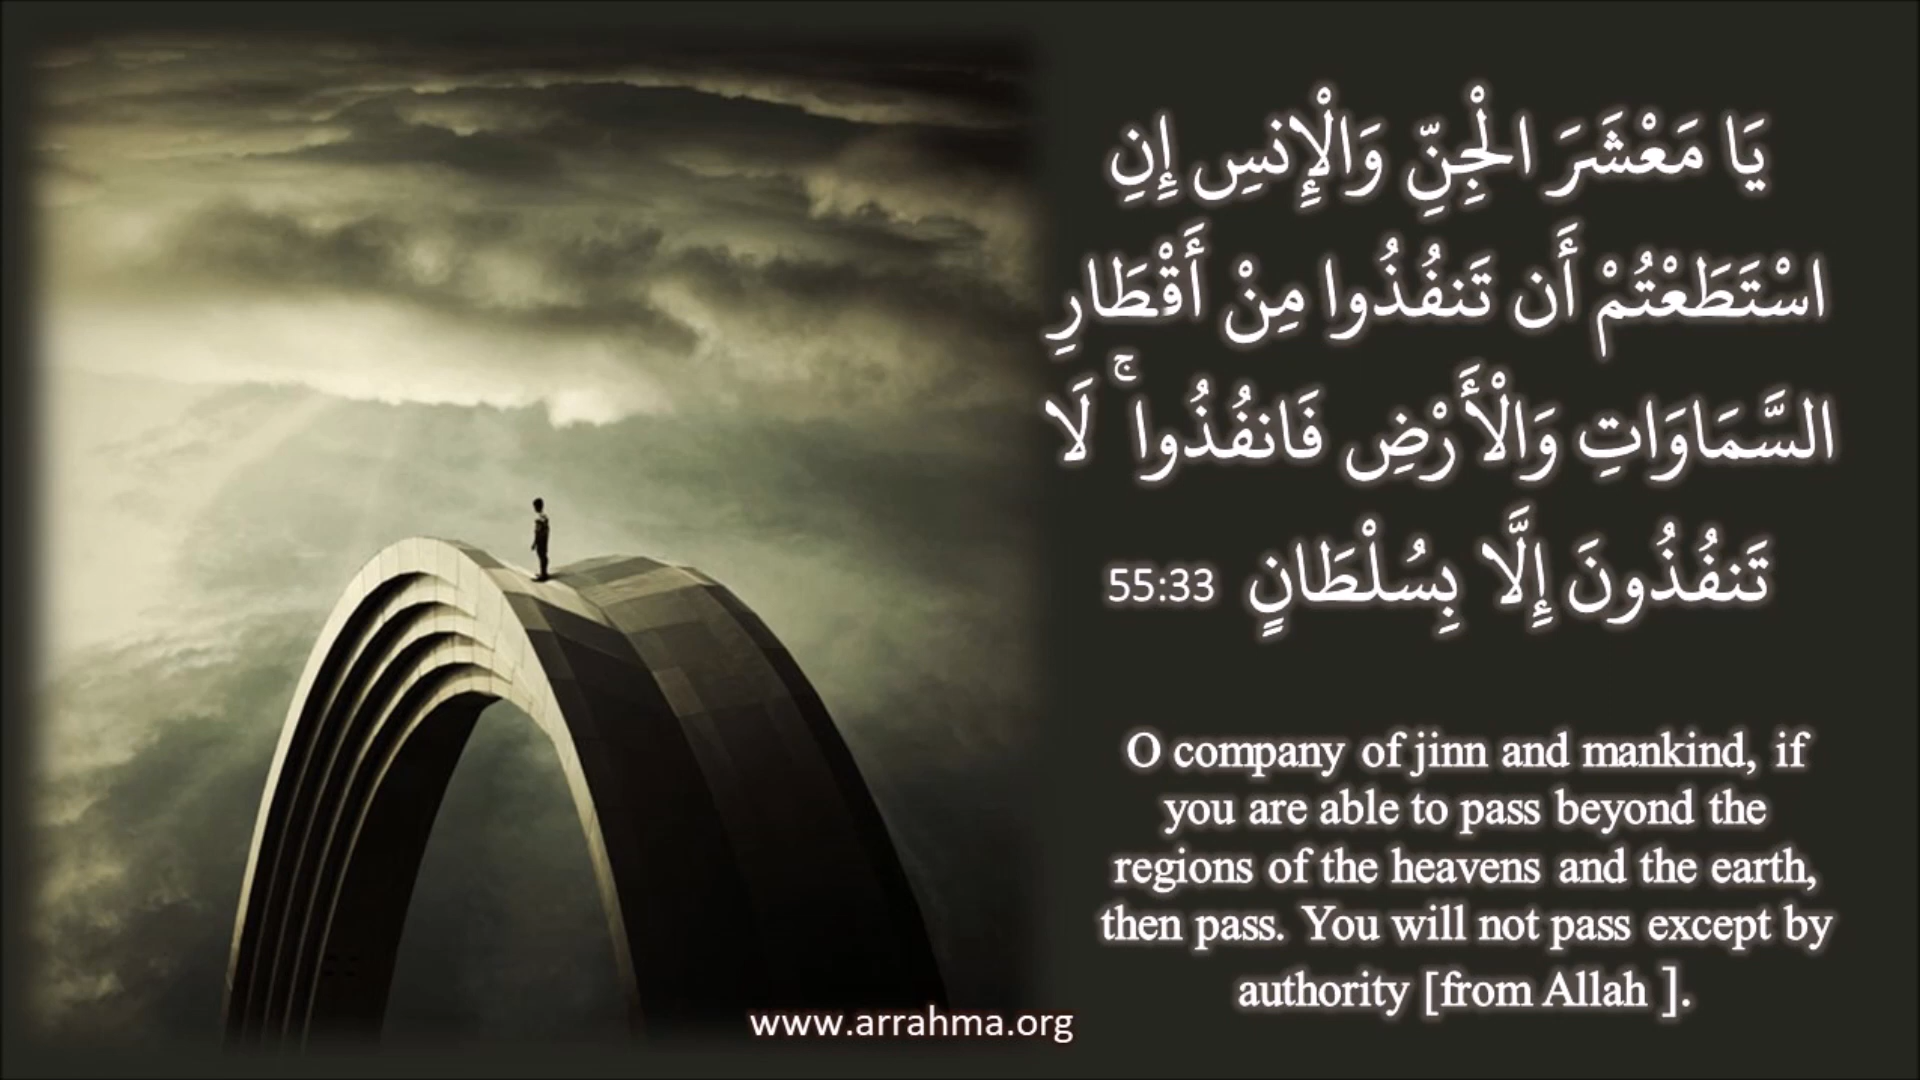 يَا مَعْشَرَ الْجِنِّ وَالْإِنسِ إِنِ
اسْتَطَعْتُمْ أَن تَنفُذُوا مِنْ أَقْطَارِ
السَّمَاوَاتِ وَالْأَرْضِ فَانفُذُوا ۚ لَا
تَنفُذُونَ إِلَّا بِسُلْطَانٍ 55:33
O company of jinn and mankind, if
you are able to pass beyond the
regions of the heavens and the earth,
then pass. You will not pass except by
authority [from Allah ].
www.arrahma.org